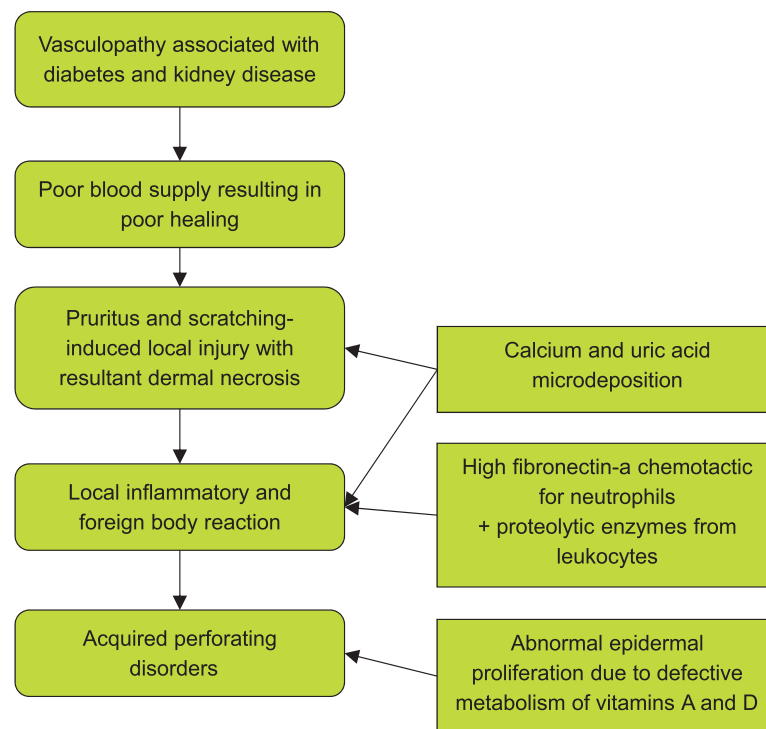 Vasculopathy associated with
diabetes and kidney disease
Poor blood supply resulting in
poor healing
Pruritus and scratching-
induced local injury with
resultant dermal necrosis
Calcium and uric acid
microdeposition
Local inflammatory and
foreign body reaction
High fibronectin-a chemotactic
for neutrophils
+ proteolytic enzymes from
leukocytes
Acquired perforating
disorders
Abnormal epidermal
proliferation due to defective
metabolism of vitamins A and D